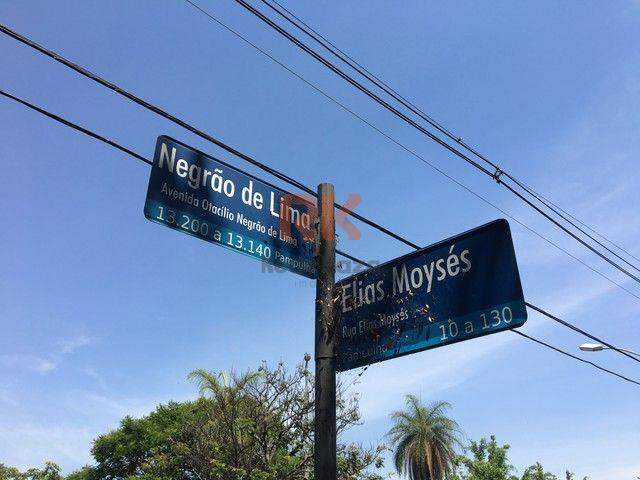 Negrão de Lima
Avenida Otacílio Negrão de Lima
13.200 a 13.140 Pampulha
Elias Moysés
Rua Elias Moysés
10 a 130